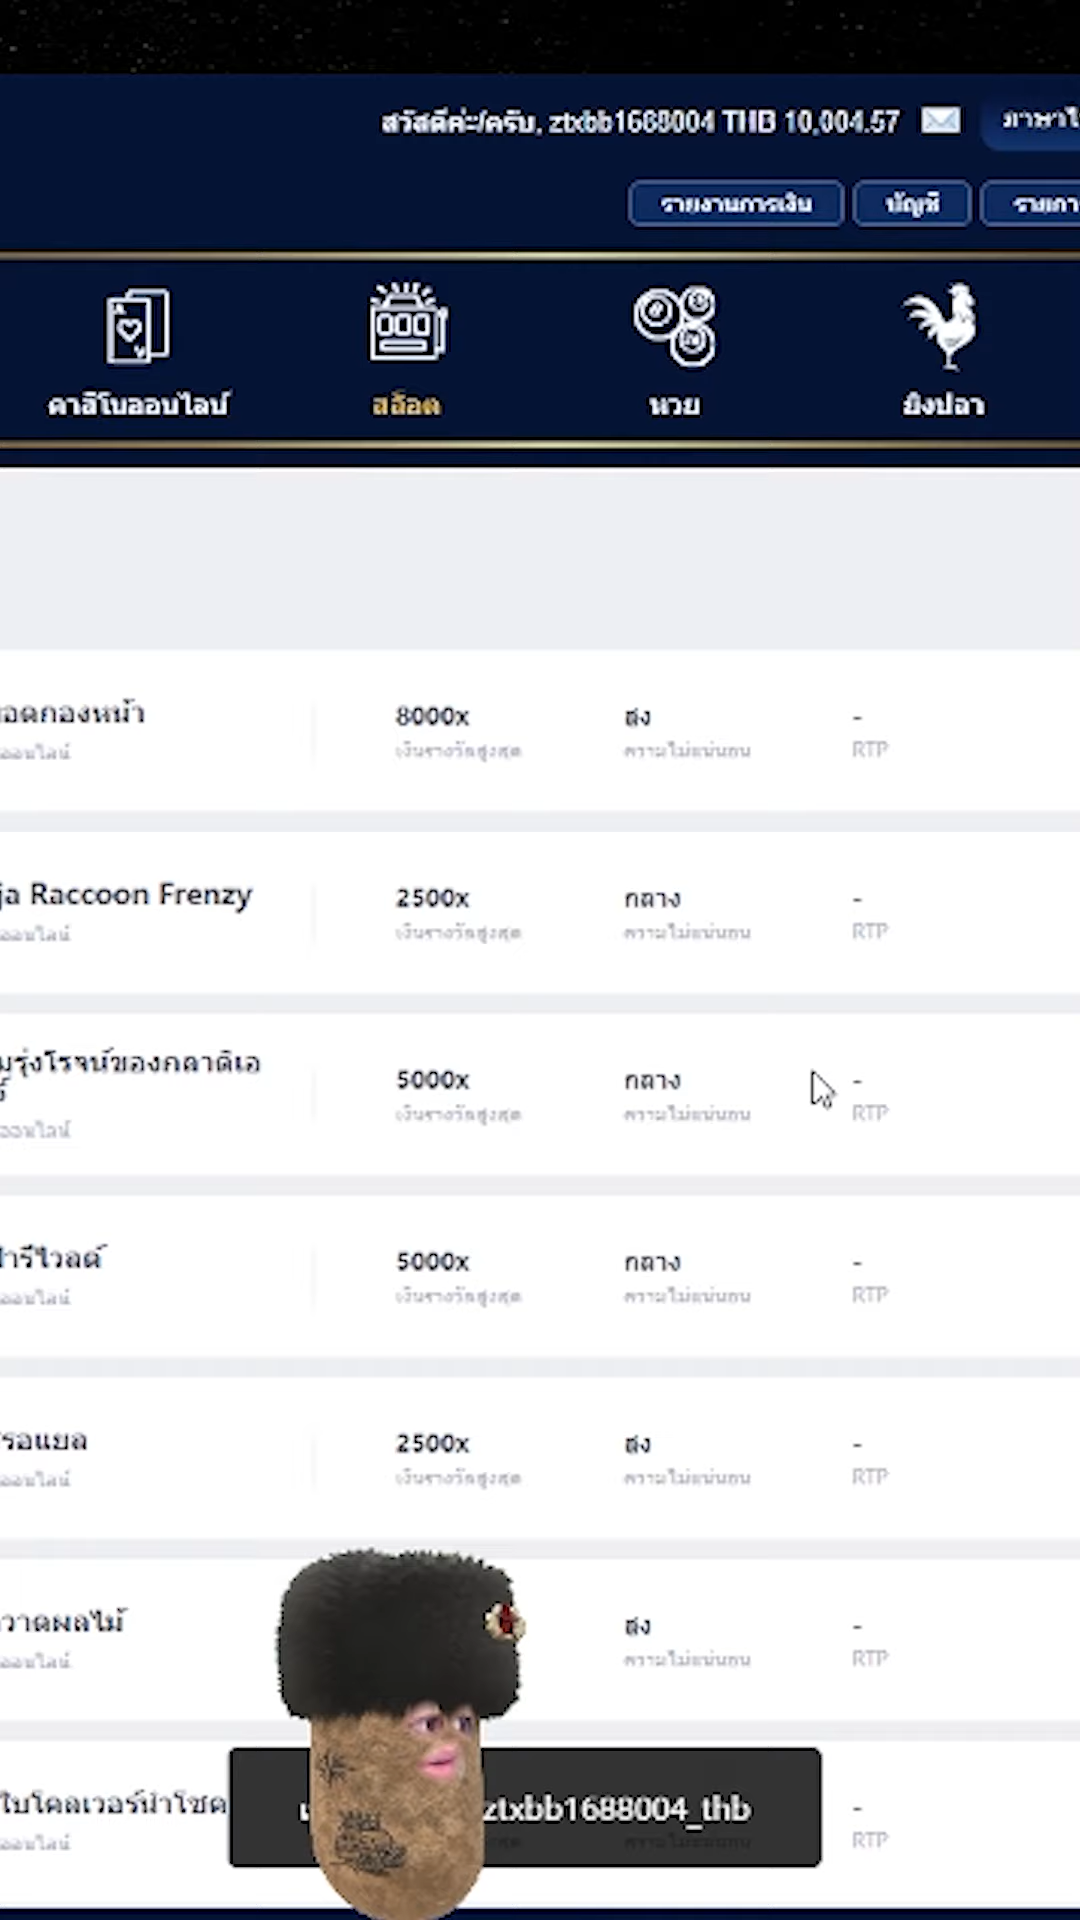 สวัสดีค่ะ/ครับ, ztxbb1688004 THB 10,004.57
รายงานการเงิน
บัญชี
คาสิโนออนไลน์
สล็อต
หวย
ยิงปลา
8000x
สูง
-
เงินรางวัลสูงสุด
ความไม่แน่นอน
RTP
Raccoon Frenzy
2500x
กลาง
-
เงินรางวัลสูงสุด
ความไม่แน่นอน
RTP
5000x
กลาง
-
เงินรางวัลสูงสุด
ความไม่แน่นอน
RTP
5000x
กลาง
-
เงินรางวัลสูงสุด
ความไม่แน่นอน
RTP
2500x
สูง
-
เงินรางวัลสูงสุด
ความไม่แน่นอน
RTP
สูง
-
ความไม่แน่นอน
RTP
ztxbb1688004_thb
-
RTP